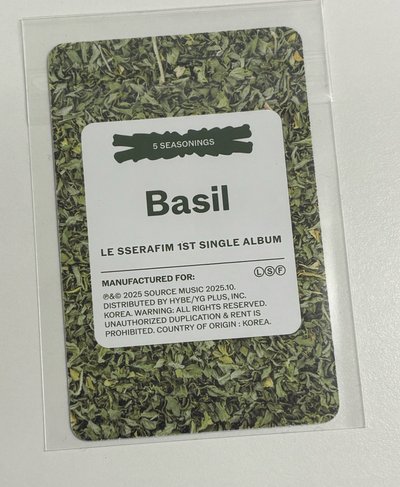 5 SEASONINGS
Basil
LE SSERAFIM 1ST SINGLE ALBUM
MANUFACTURED FOR:
LSF
℗&© 2025 SOURCE MUSIC 2025.10.
DISTRIBUTED BY HYBE/YG PLUS, INC.
KOREA. WARNING: ALL RIGHTS RESERVED.
UNAUTHORIZED DUPLICATION & RENT IS
PROHIBITED. COUNTRY OF ORIGIN : KOREA.